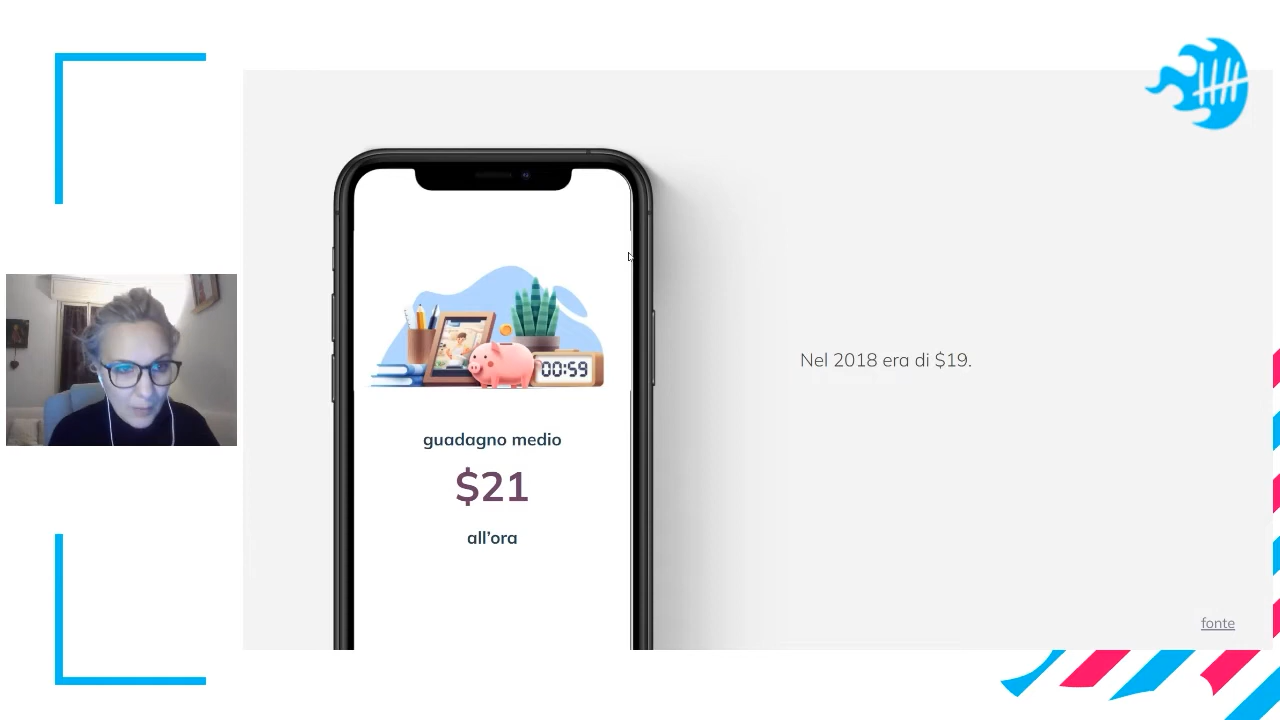 00:59
guadagno medio
$21
all'ora
Nel 2018 era di $19.
fonte